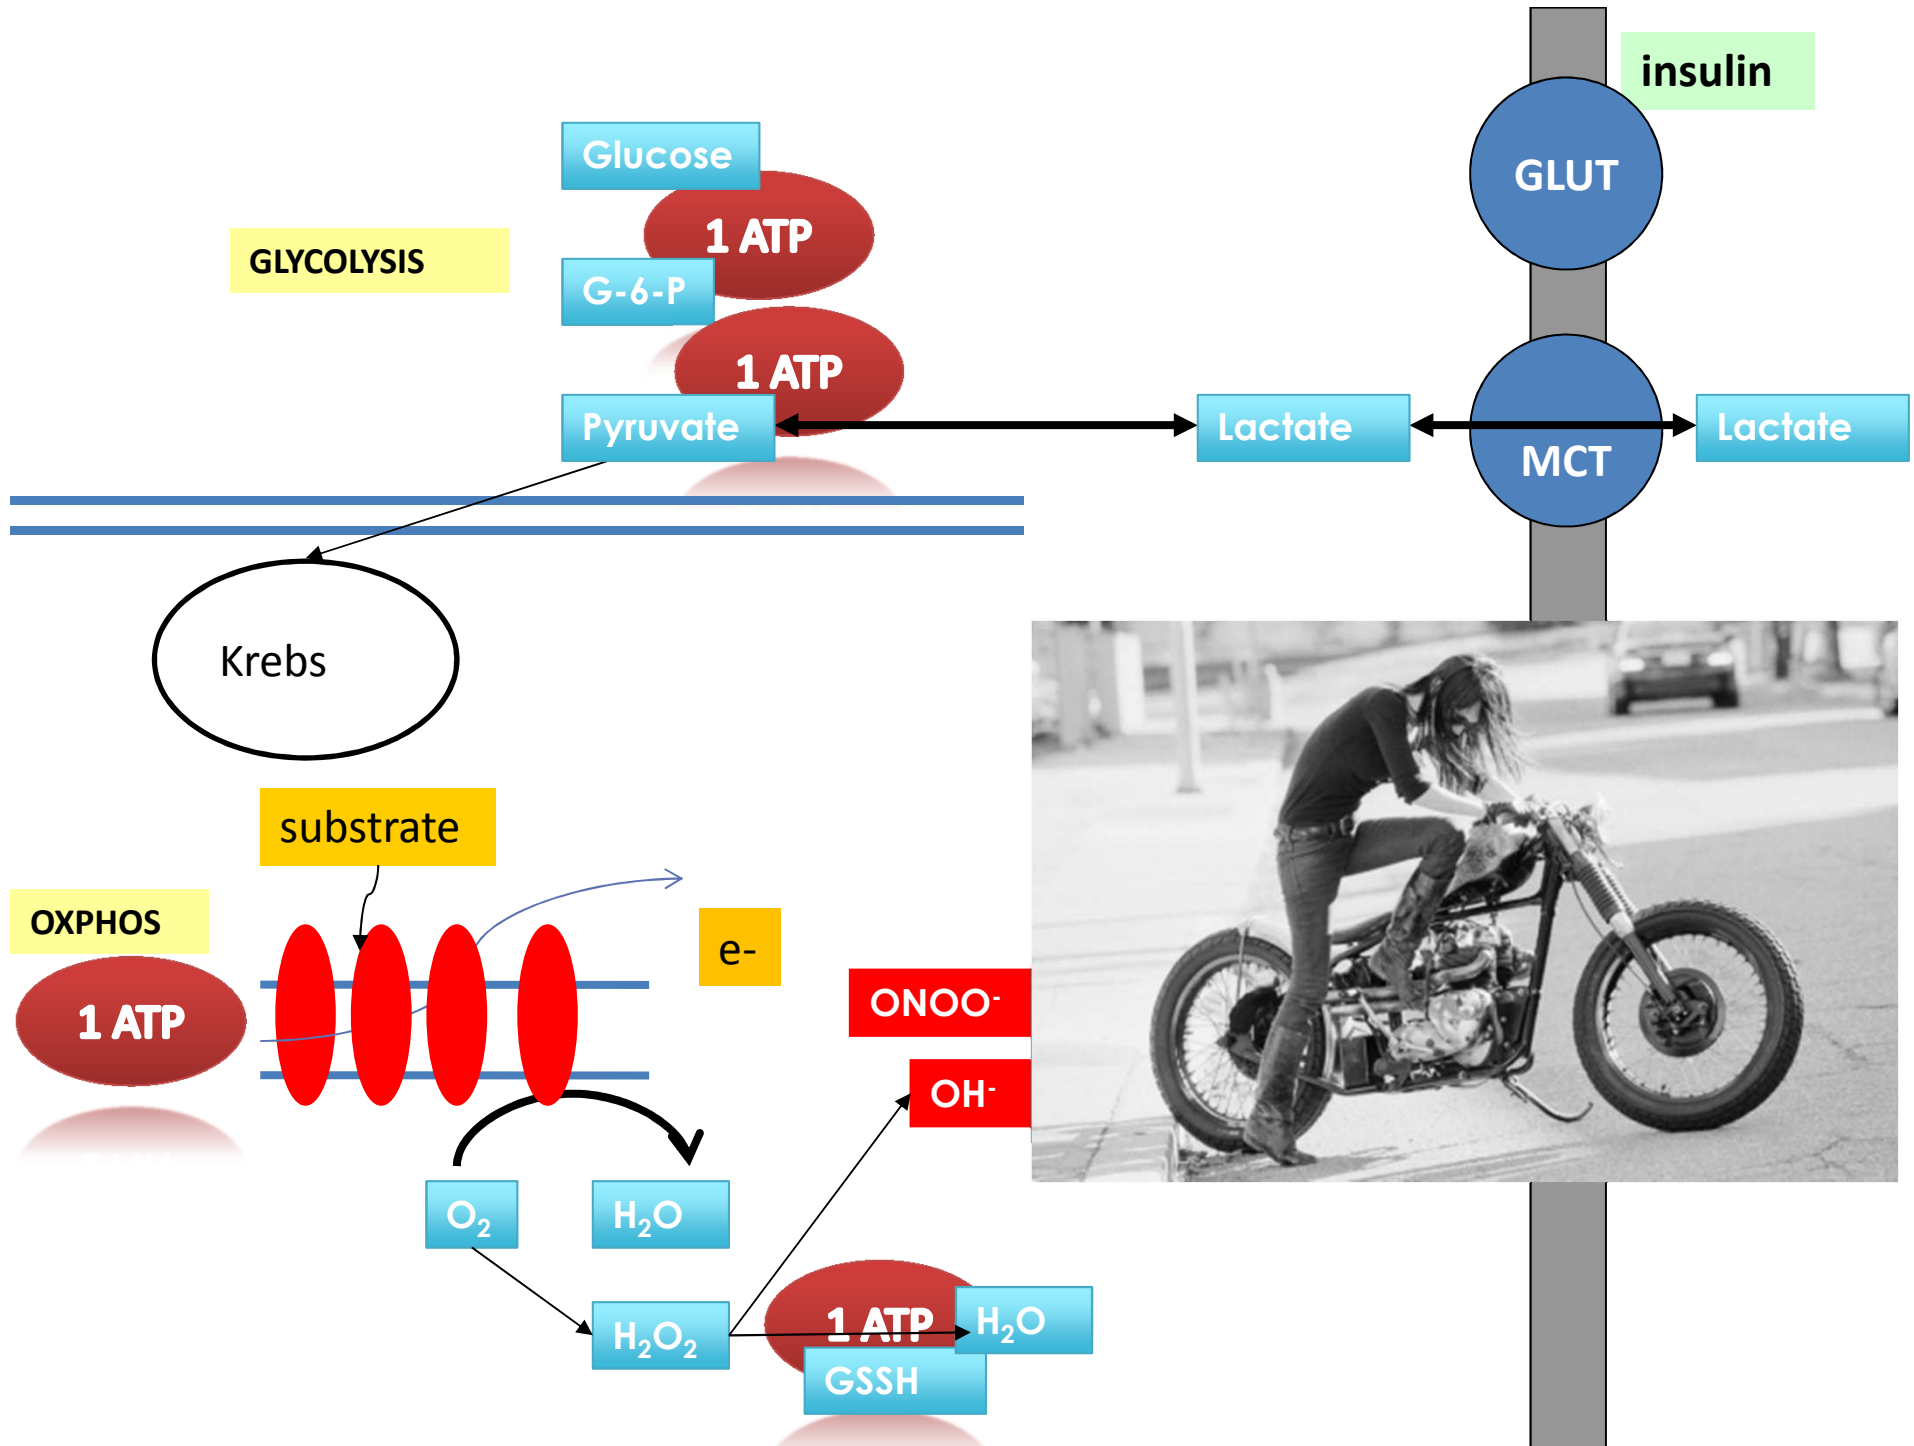 insulin
Glucose
GLUT
1 ATP
GLYCOLYSIS
G-6-P
1 ATP
Pyruvate
Lactate
Lactate
MCT
Krebs
substrate
OXPHOS
e-
ONOO⁻
1 ATP
OH⁻
O₂
H₂O
1 ATP
H₂O
H₂O₂
GSSH